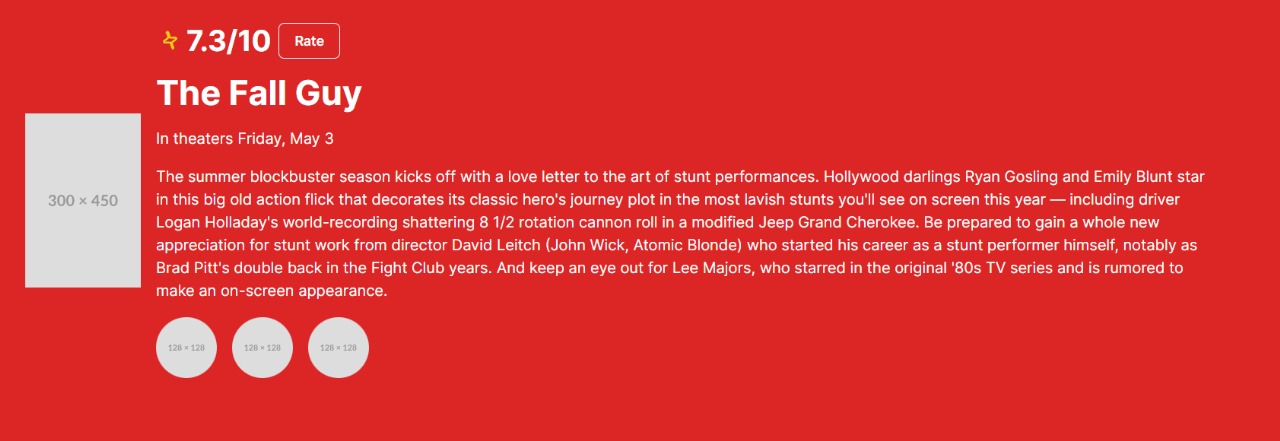 7.3/10 Rate
The Fall Guy
In theaters Friday, May 3
300 × 450
The summer blockbuster season kicks off with a love letter to the art of stunt performances. Hollywood darlings Ryan Gosling and Emily Blunt star
in this big old action flick that decorates its classic hero's journey plot in the most lavish stunts you'll see on screen this year — including driver
Logan Holladay's world-recording shattering 8 1/2 rotation cannon roll in a modified Jeep Grand Cherokee. Be prepared to gain a whole new
appreciation for stunt work from director David Leitch (John Wick, Atomic Blonde) who started his career as a stunt performer himself, notably as
Brad Pitt's double back in the Fight Club years. And keep an eye out for Lee Majors, who starred in the original '80s TV series and is rumored to
make an on-screen appearance.
128 × 128 128 × 128 128 × 128